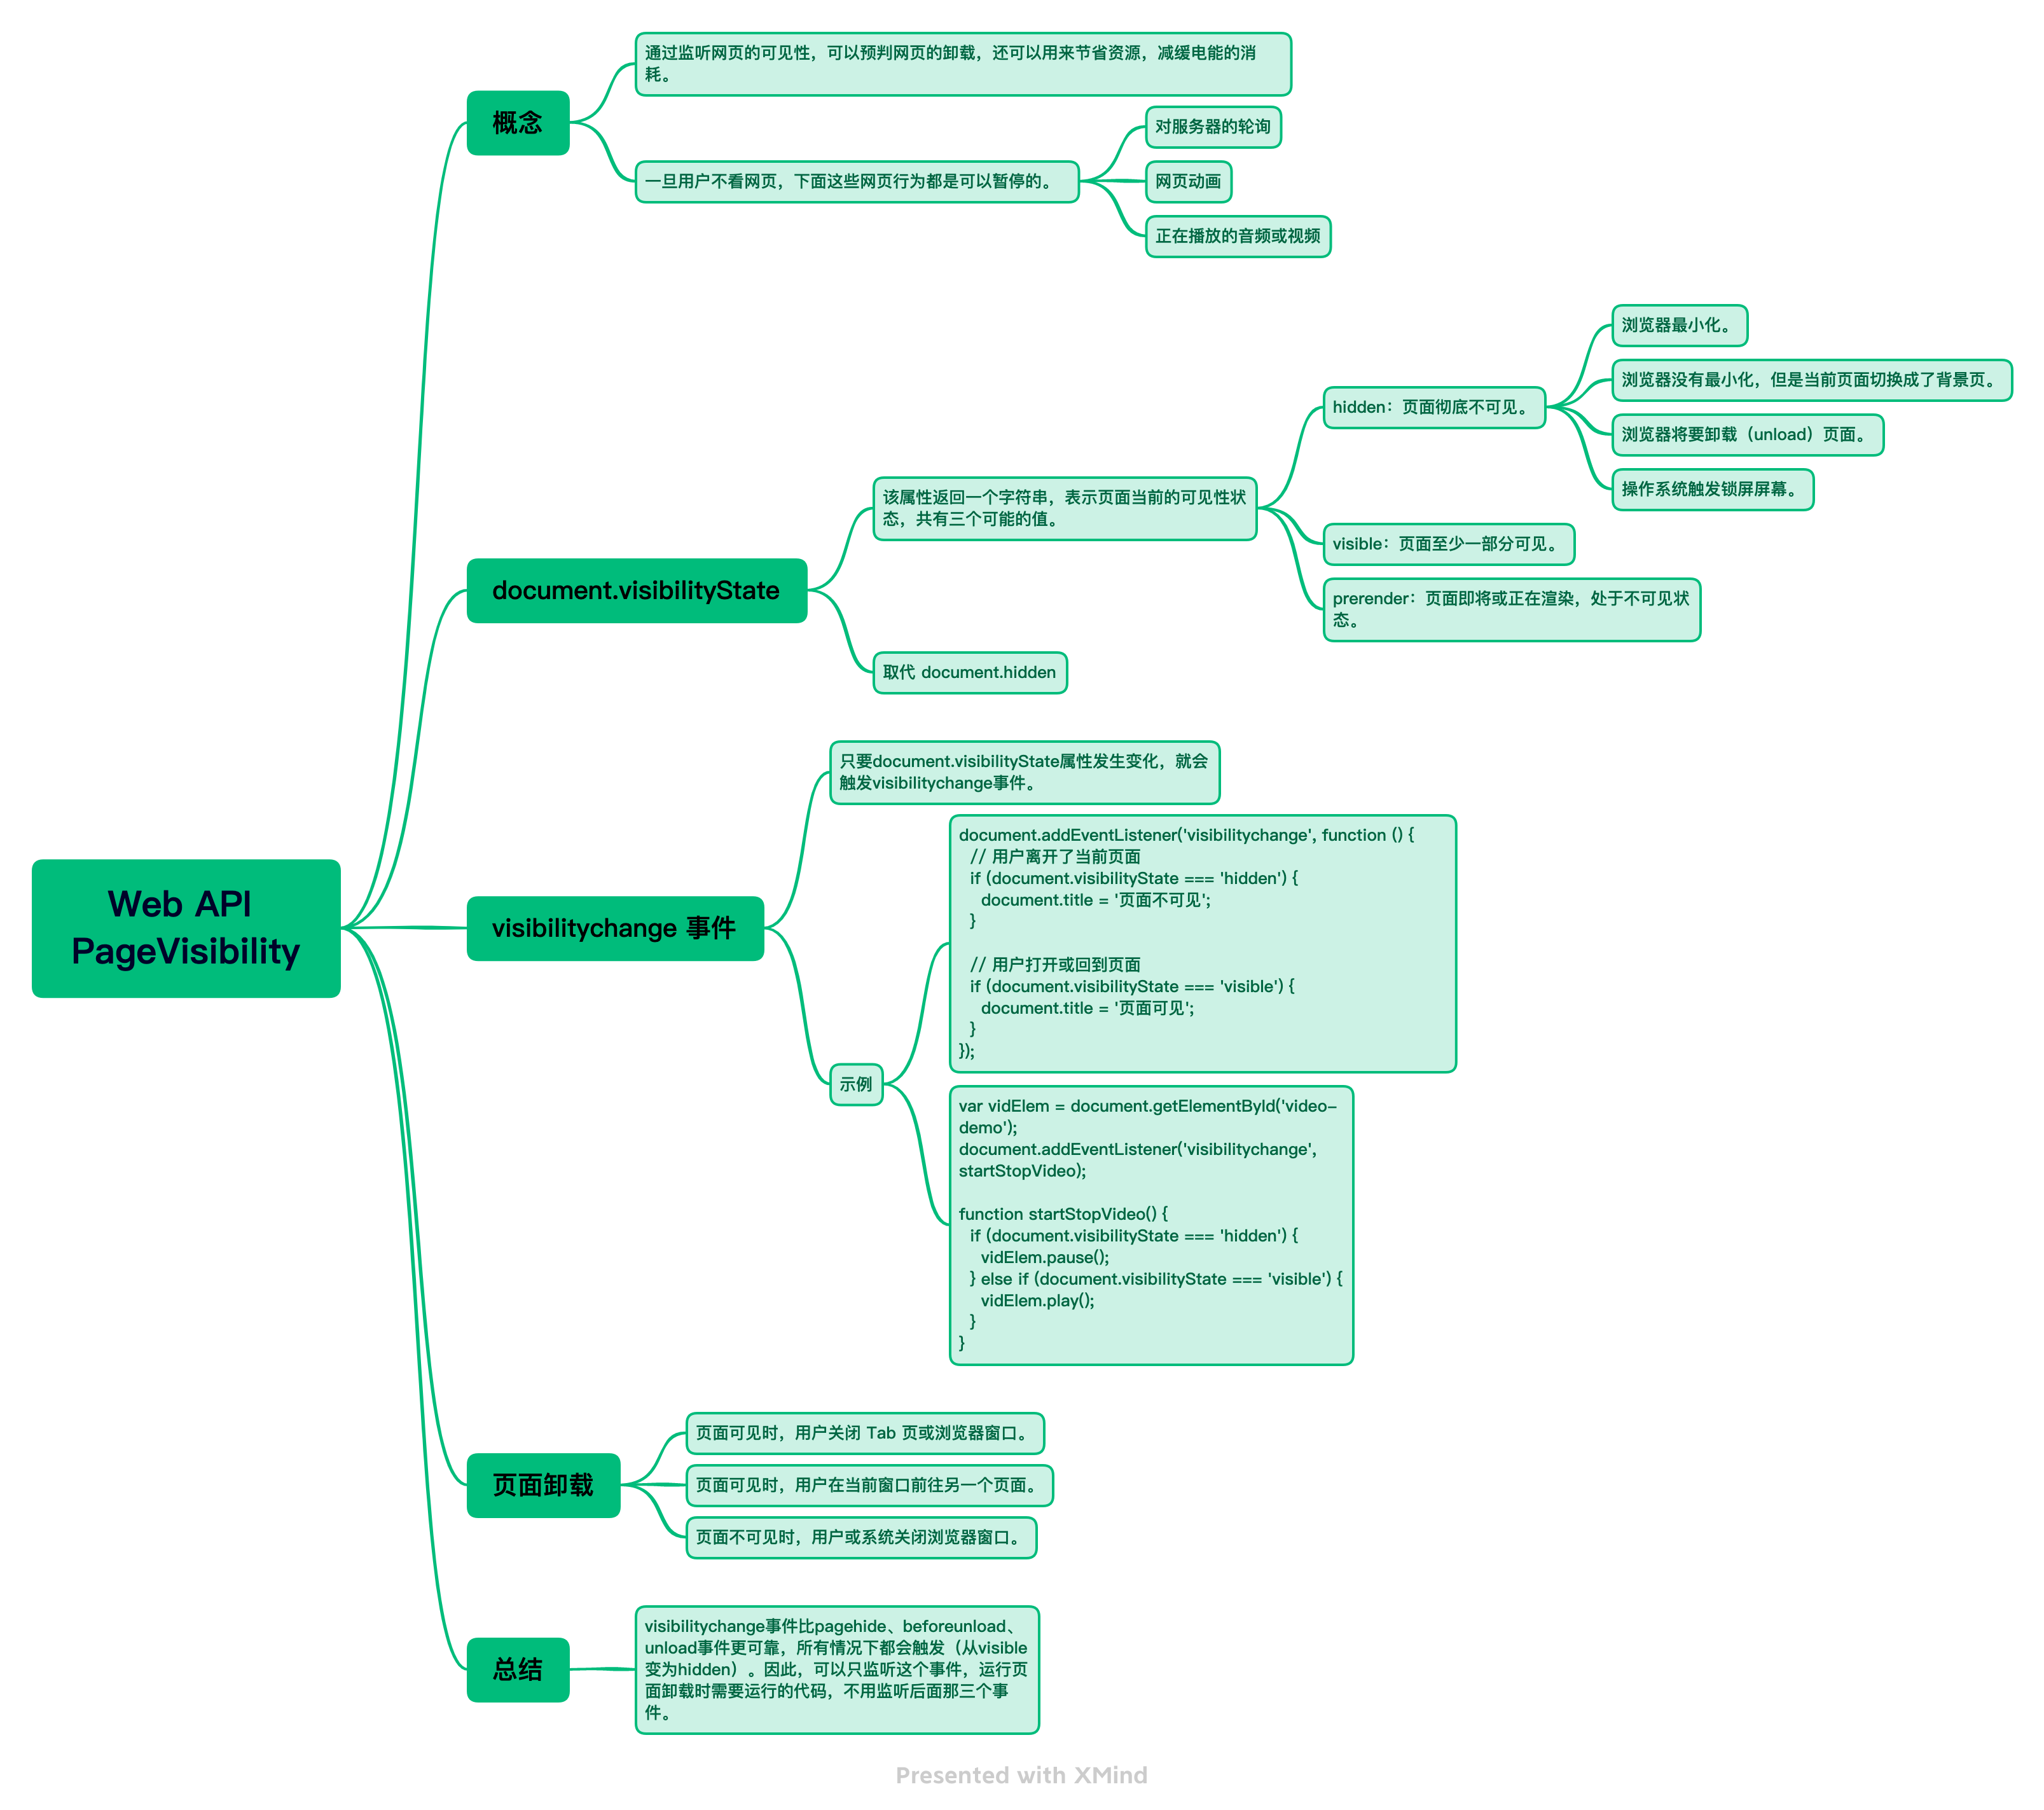 Web API
PageVisibility
概念
通过监听网页的可见性，可以预判网页的卸载，还可以用来节省资源，减缓电能的消
耗。
一旦用户不看网页，下面这些网页行为都是可以暂停的。
对服务器的轮询
网页动画
正在播放的音频或视频
document.visibilityState
该属性返回一个字符串，表示页面当前的可见性状
态，共有三个可能的值。
hidden：页面彻底不可见。
浏览器最小化。
浏览器没有最小化，但是当前页面切换成了背景页。
浏览器将要卸载（unload）页面。
操作系统触发锁屏屏幕。
visible：页面至少一部分可见。
prerender：页面即将或正在渲染，处于不可见状
态。
取代 document.hidden
visibilitychange 事件
只要document.visibilityState属性发生变化，就会
触发visibilitychange事件。
示例
document.addEventListener('visibilitychange', function () {
// 用户离开了当前页面
if (document.visibilityState === 'hidden') {
document.title = '页面不可见';
}
// 用户打开或回到页面
if (document.visibilityState === 'visible') {
document.title = '页面可见';
}
});
var vidElem = document.getElementById('video-
demo');
document.addEventListener('visibilitychange',
startStopVideo);
function startStopVideo() {
if (document.visibilityState === 'hidden') {
vidElem.pause();
} else if (document.visibilityState === 'visible') {
vidElem.play();
}
}
页面卸载
页面可见时，用户关闭 Tab 页或浏览器窗口。
页面可见时，用户在当前窗口前往另一个页面。
页面不可见时，用户或系统关闭浏览器窗口。
总结
visibilitychange事件比pagehide、beforeunload、
unload事件更可靠，所有情况下都会触发（从visible
变为hidden）。因此，可以只监听这个事件，运行页
面卸载时需要运行的代码，不用监听后面那三个事
件。
Presented with XMind